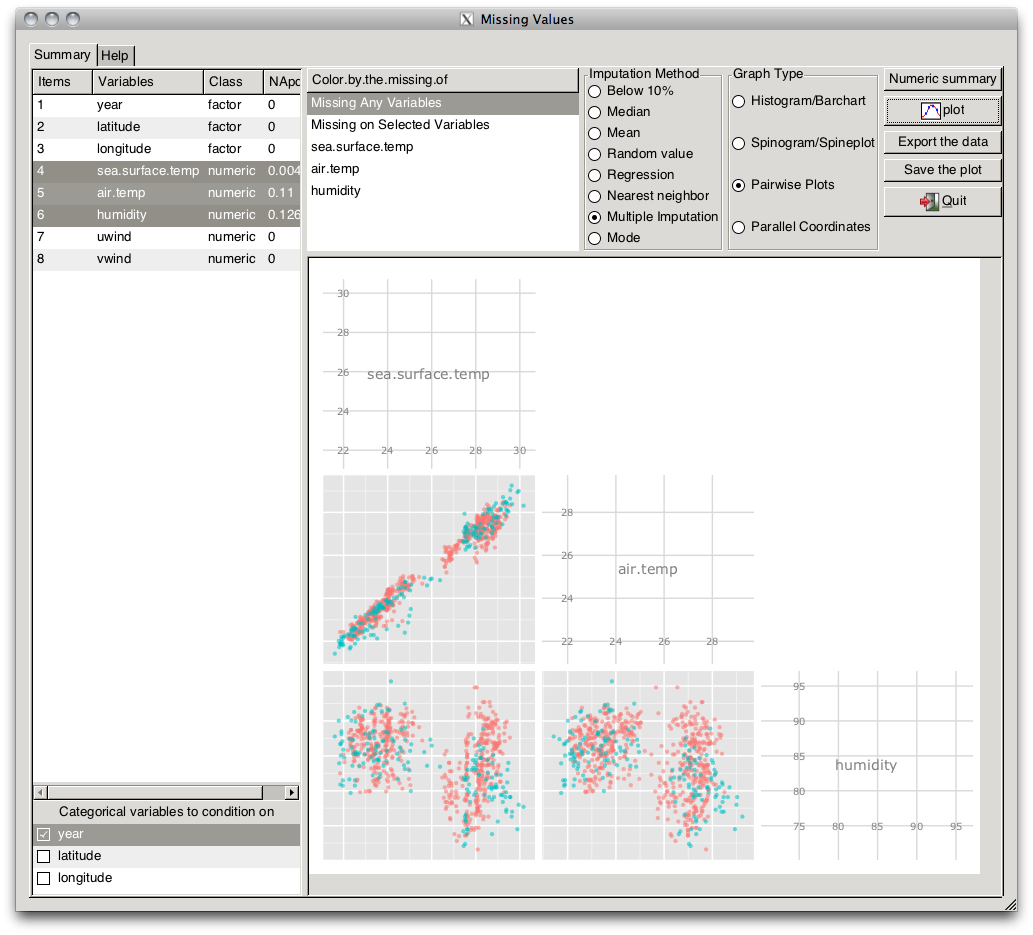 Missing Values
Summary Help
Items Variables Class NApc
1 year factor 0
2 latitude factor 0
3 longitude factor 0
4 sea.surface.temp numeric 0.004
5 air.temp numeric 0.11
6 humidity numeric 0.126
7 uwind numeric 0
8 vwind numeric 0
Categorical variables to condition on
year
latitude
longitude
Color.by.the.missing.of
Missing Any Variables
Missing on Selected Variables
sea.surface.temp
air.temp
humidity
Imputation Method
Below 10%
Median
Mean
Random value
Regression
Nearest neighbor
Multiple Imputation
Mode
Graph Type
Histogram/Barchart
Spinogram/Spineplot
Pairwise Plots
Parallel Coordinates
Numeric summary
plot
Export the data
Save the plot
Quit
30
28
26
sea.surface.temp
24
22 24 26 28 30
28
26
air.temp
24
22 24 26 28
95
90
85
humidity
80
75 80 85 90 95